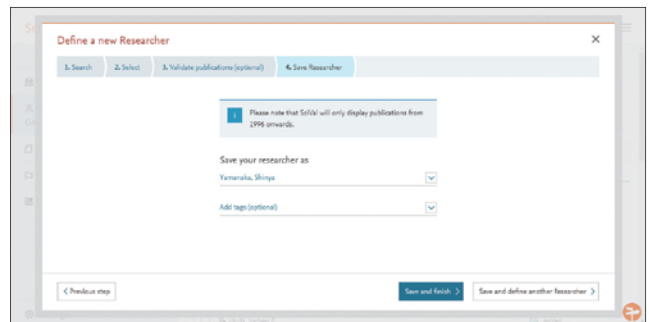 Define a new Researcher
1. Search
2. Select
3. Validate publications (optional)
4. Save Researcher
Please note that SciVal will only display publications from
1996 onwards.
Save your researcher as
Yamanaka, Shinya
Add tags (optional)
Previous step
Save and finish
Save and define another Researcher